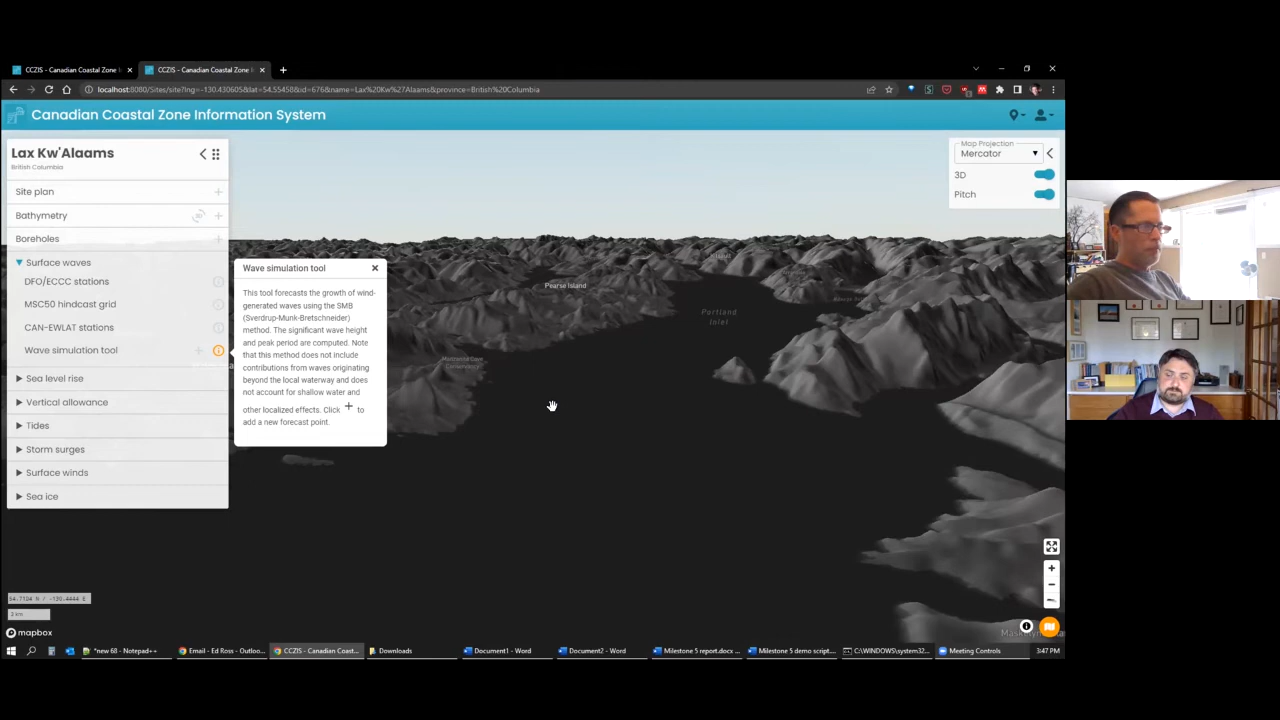 CCZIS - Canadian Coastal Zone I
CCZIS - Canadian Coastal Zone I
localhost:8080/Sites/site?lng=-130.430605&lat=54.55458&id=676&name=Lax%20Kw%27Alaams&province=British%20Columbia
Canadian Coastal Zone Information System
Lax Kw'Alaams
British Columbia
Site plan
Bathymetry
Boreholes
Surface waves
DFO/ECCC stations
MSC50 hindcast grid
CAN-EWLAT stations
Wave simulation tool
Sea level rise
Vertical allowance
Tides
Storm surges
Surface winds
Sea ice
Wave simulation tool
This tool forecasts the growth of wind-
generated waves using the SMB
(Sverdrup-Munk-Bretschneider)
method. The significant wave height
and peak period are computed. Note
that this method does not include
contributions from waves originating
beyond the local waterway and does
not account for shallow water and
other localized effects. Click + to
add a new forecast point.
Map Projection
Mercator
3D
Pitch
Pearse Island
Portland
Inlet
2 km
mapbox
*new 68 - Notepad++
Email - Ed Ross - Outloo...
CCZIS - Canadian Coast...
Downloads
Document1 - Word
Document2 - Word
Milestone 5 report.docx ...
Milestone 5 demo script....
C:\WINDOWS\system32...
Meeting Controls
3:47 PM